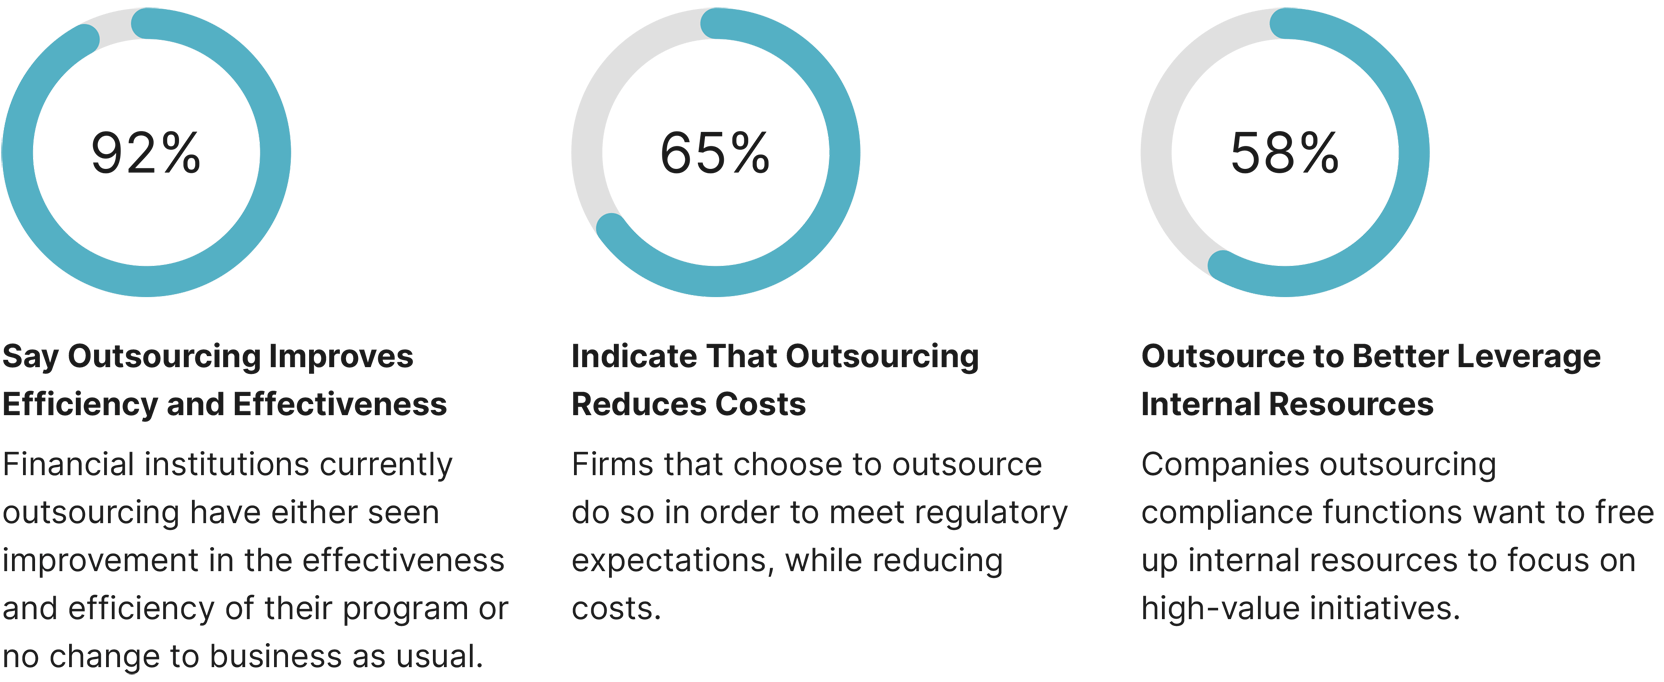 92%
Say Outsourcing Improves
Efficiency and Effectiveness
Financial institutions currently
outsourcing have either seen
improvement in the effectiveness
and efficiency of their program or
no change to business as usual.
65%
Indicate That Outsourcing
Reduces Costs
Firms that choose to outsource
do so in order to meet regulatory
expectations, while reducing
costs.
58%
Outsource to Better Leverage
Internal Resources
Companies outsourcing
compliance functions want to free
up internal resources to focus on
high-value initiatives.